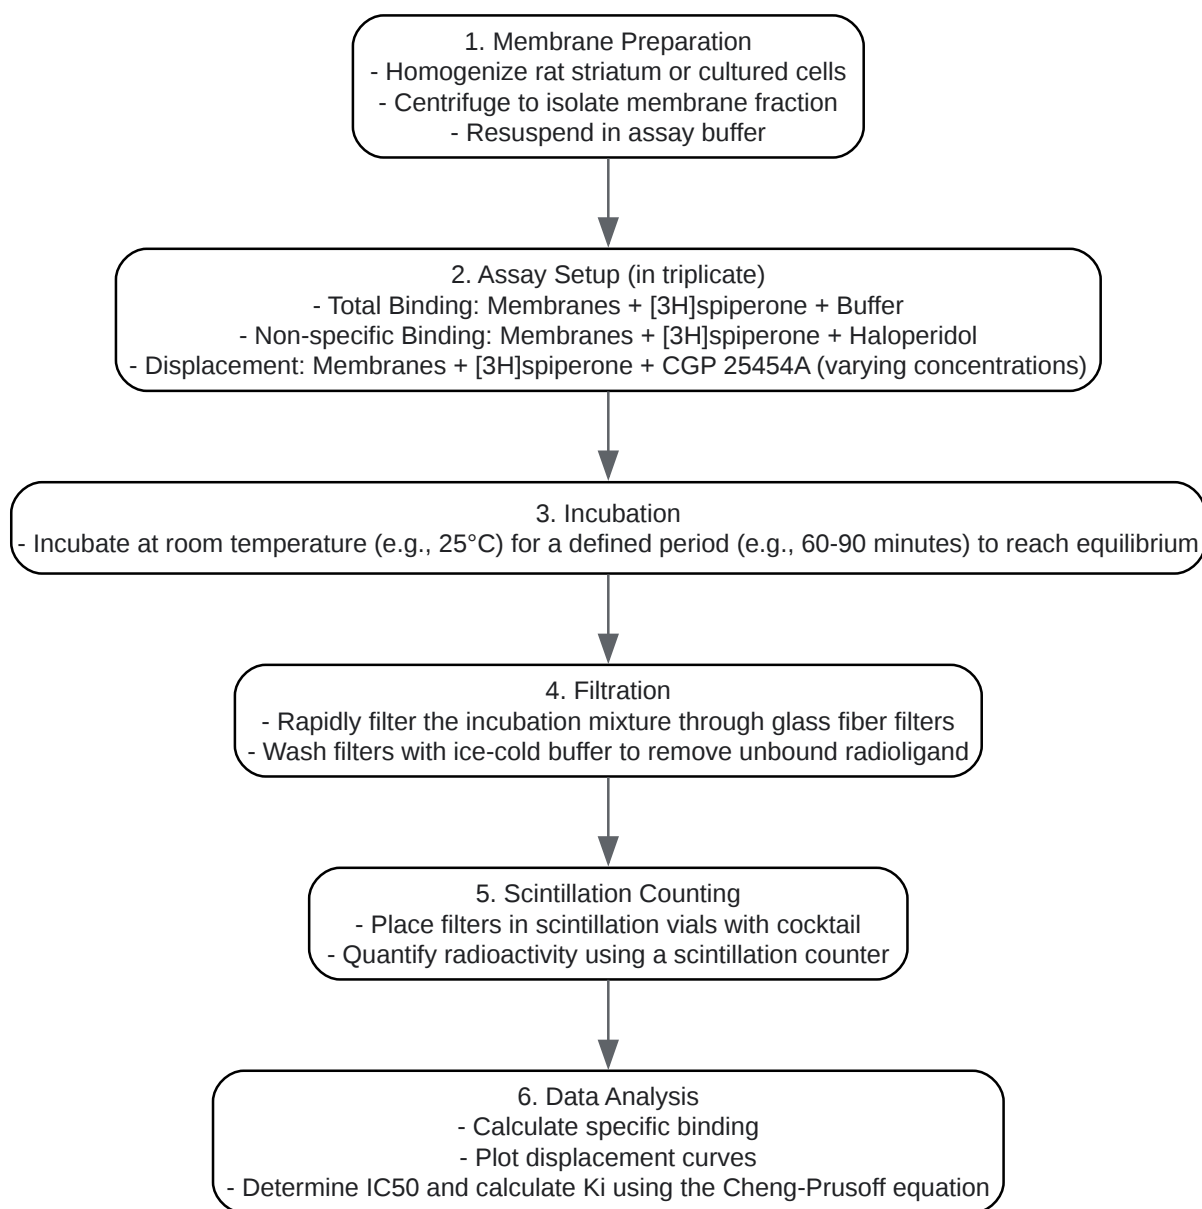 1. Membrane Preparation
- Homogenize rat striatum or cultured cells
- Centrifuge to isolate membrane fraction
- Resuspend in assay buffer
2. Assay Setup (in triplicate)
- Total Binding: Membranes + [3H]spiperone + Buffer
- Non-specific Binding: Membranes + [3H]spiperone + Haloperidol
- Displacement: Membranes + [3H]spiperone + CGP 25454A (varying concentrations)
3. Incubation
- Incubate at room temperature (e.g., 25°C) for a defined period (e.g., 60-90 minutes) to reach equilibrium
4. Filtration
- Rapidly filter the incubation mixture through glass fiber filters
- Wash filters with ice-cold buffer to remove unbound radioligand
5. Scintillation Counting
- Place filters in scintillation vials with cocktail
- Quantify radioactivity using a scintillation counter
6. Data Analysis
- Calculate specific binding
- Plot displacement curves
- Determine IC50 and calculate Ki using the Cheng-Prusoff equation